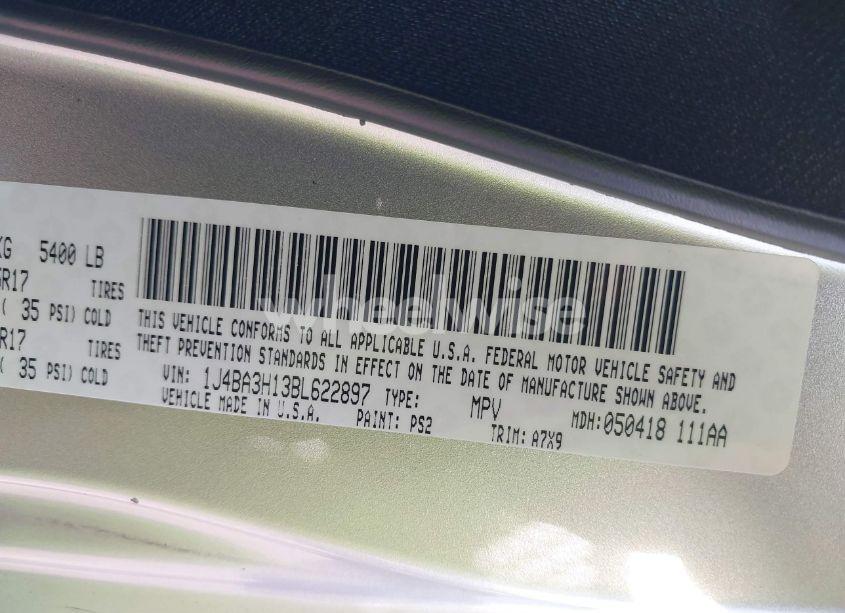 KG 5400 LB
R17 TIRES
( 35 PSI) COLD
R17 TIRES
( 35 PSI) COLD
THIS VEHICLE CONFORMS TO ALL APPLICABLE U.S.A. FEDERAL MOTOR VEHICLE SAFETY AND
THEFT PREVENTION STANDARDS IN EFFECT ON THE DATE OF MANUFACTURE SHOWN ABOVE.
VIN: 1J4BA3H13BL622897 TYPE: MPV MDH:050418 111AA
VEHICLE MADE IN U.S.A. PAINT: PS2 TRIM: A7X9
wheelwise